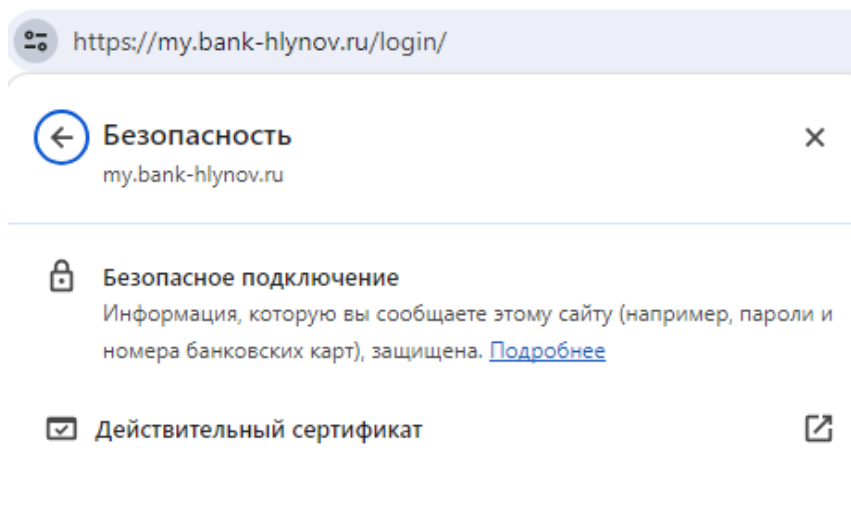 https://my.bank-hlynov.ru/login/
Безопасность
my.bank-hlynov.ru
Безопасное подключение
Информация, которую вы сообщаете этому сайту (например, пароли и
номера банковских карт), защищена. Подробнее
Действительный сертификат